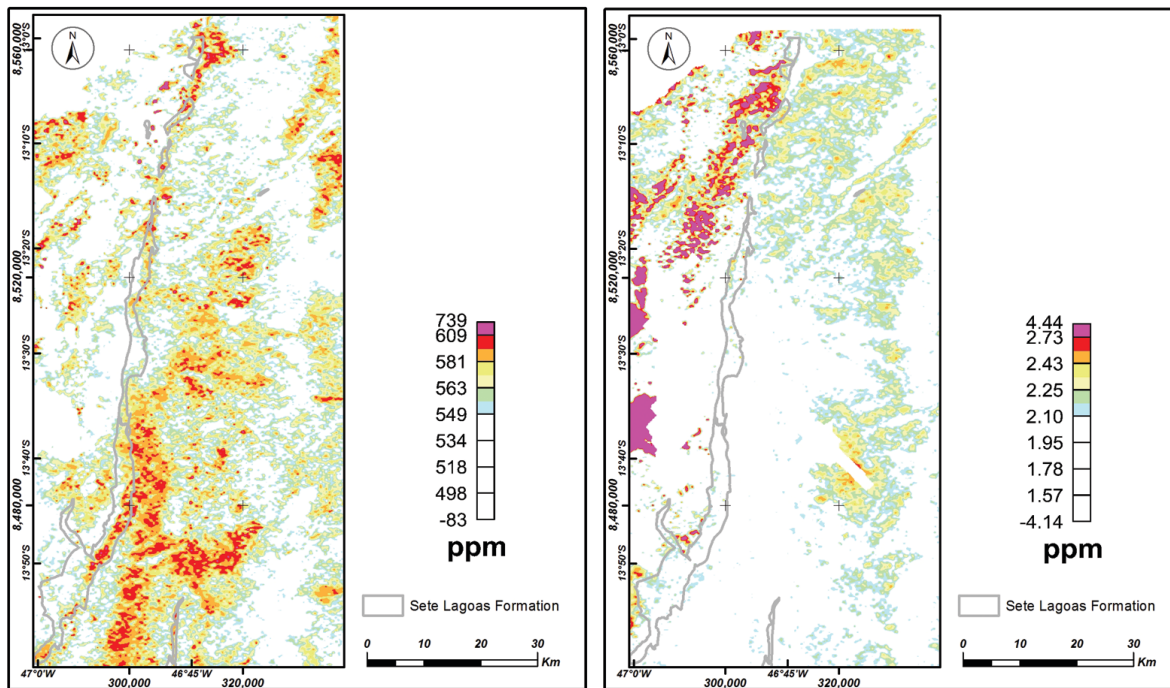 N
8,560,000
13°0'S
13°10'S
13°20'S
8,520,000
13°30'S
13°40'S
8,480,000
13°50'S
47°0'W
46°45'W
300,000
320,000
739
609
581
563
549
534
518
498
-83
ppm
Sete Lagoas Formation
0 10 20 30
Km
N
8,560,000
13°0'S
13°10'S
13°20'S
8,520,000
13°30'S
13°40'S
8,480,000
13°50'S
47°0'W
46°45'W
300,000
320,000
4.44
2.73
2.43
2.25
2.10
1.95
1.78
1.57
-4.14
ppm
Sete Lagoas Formation
0 10 20 30
Km